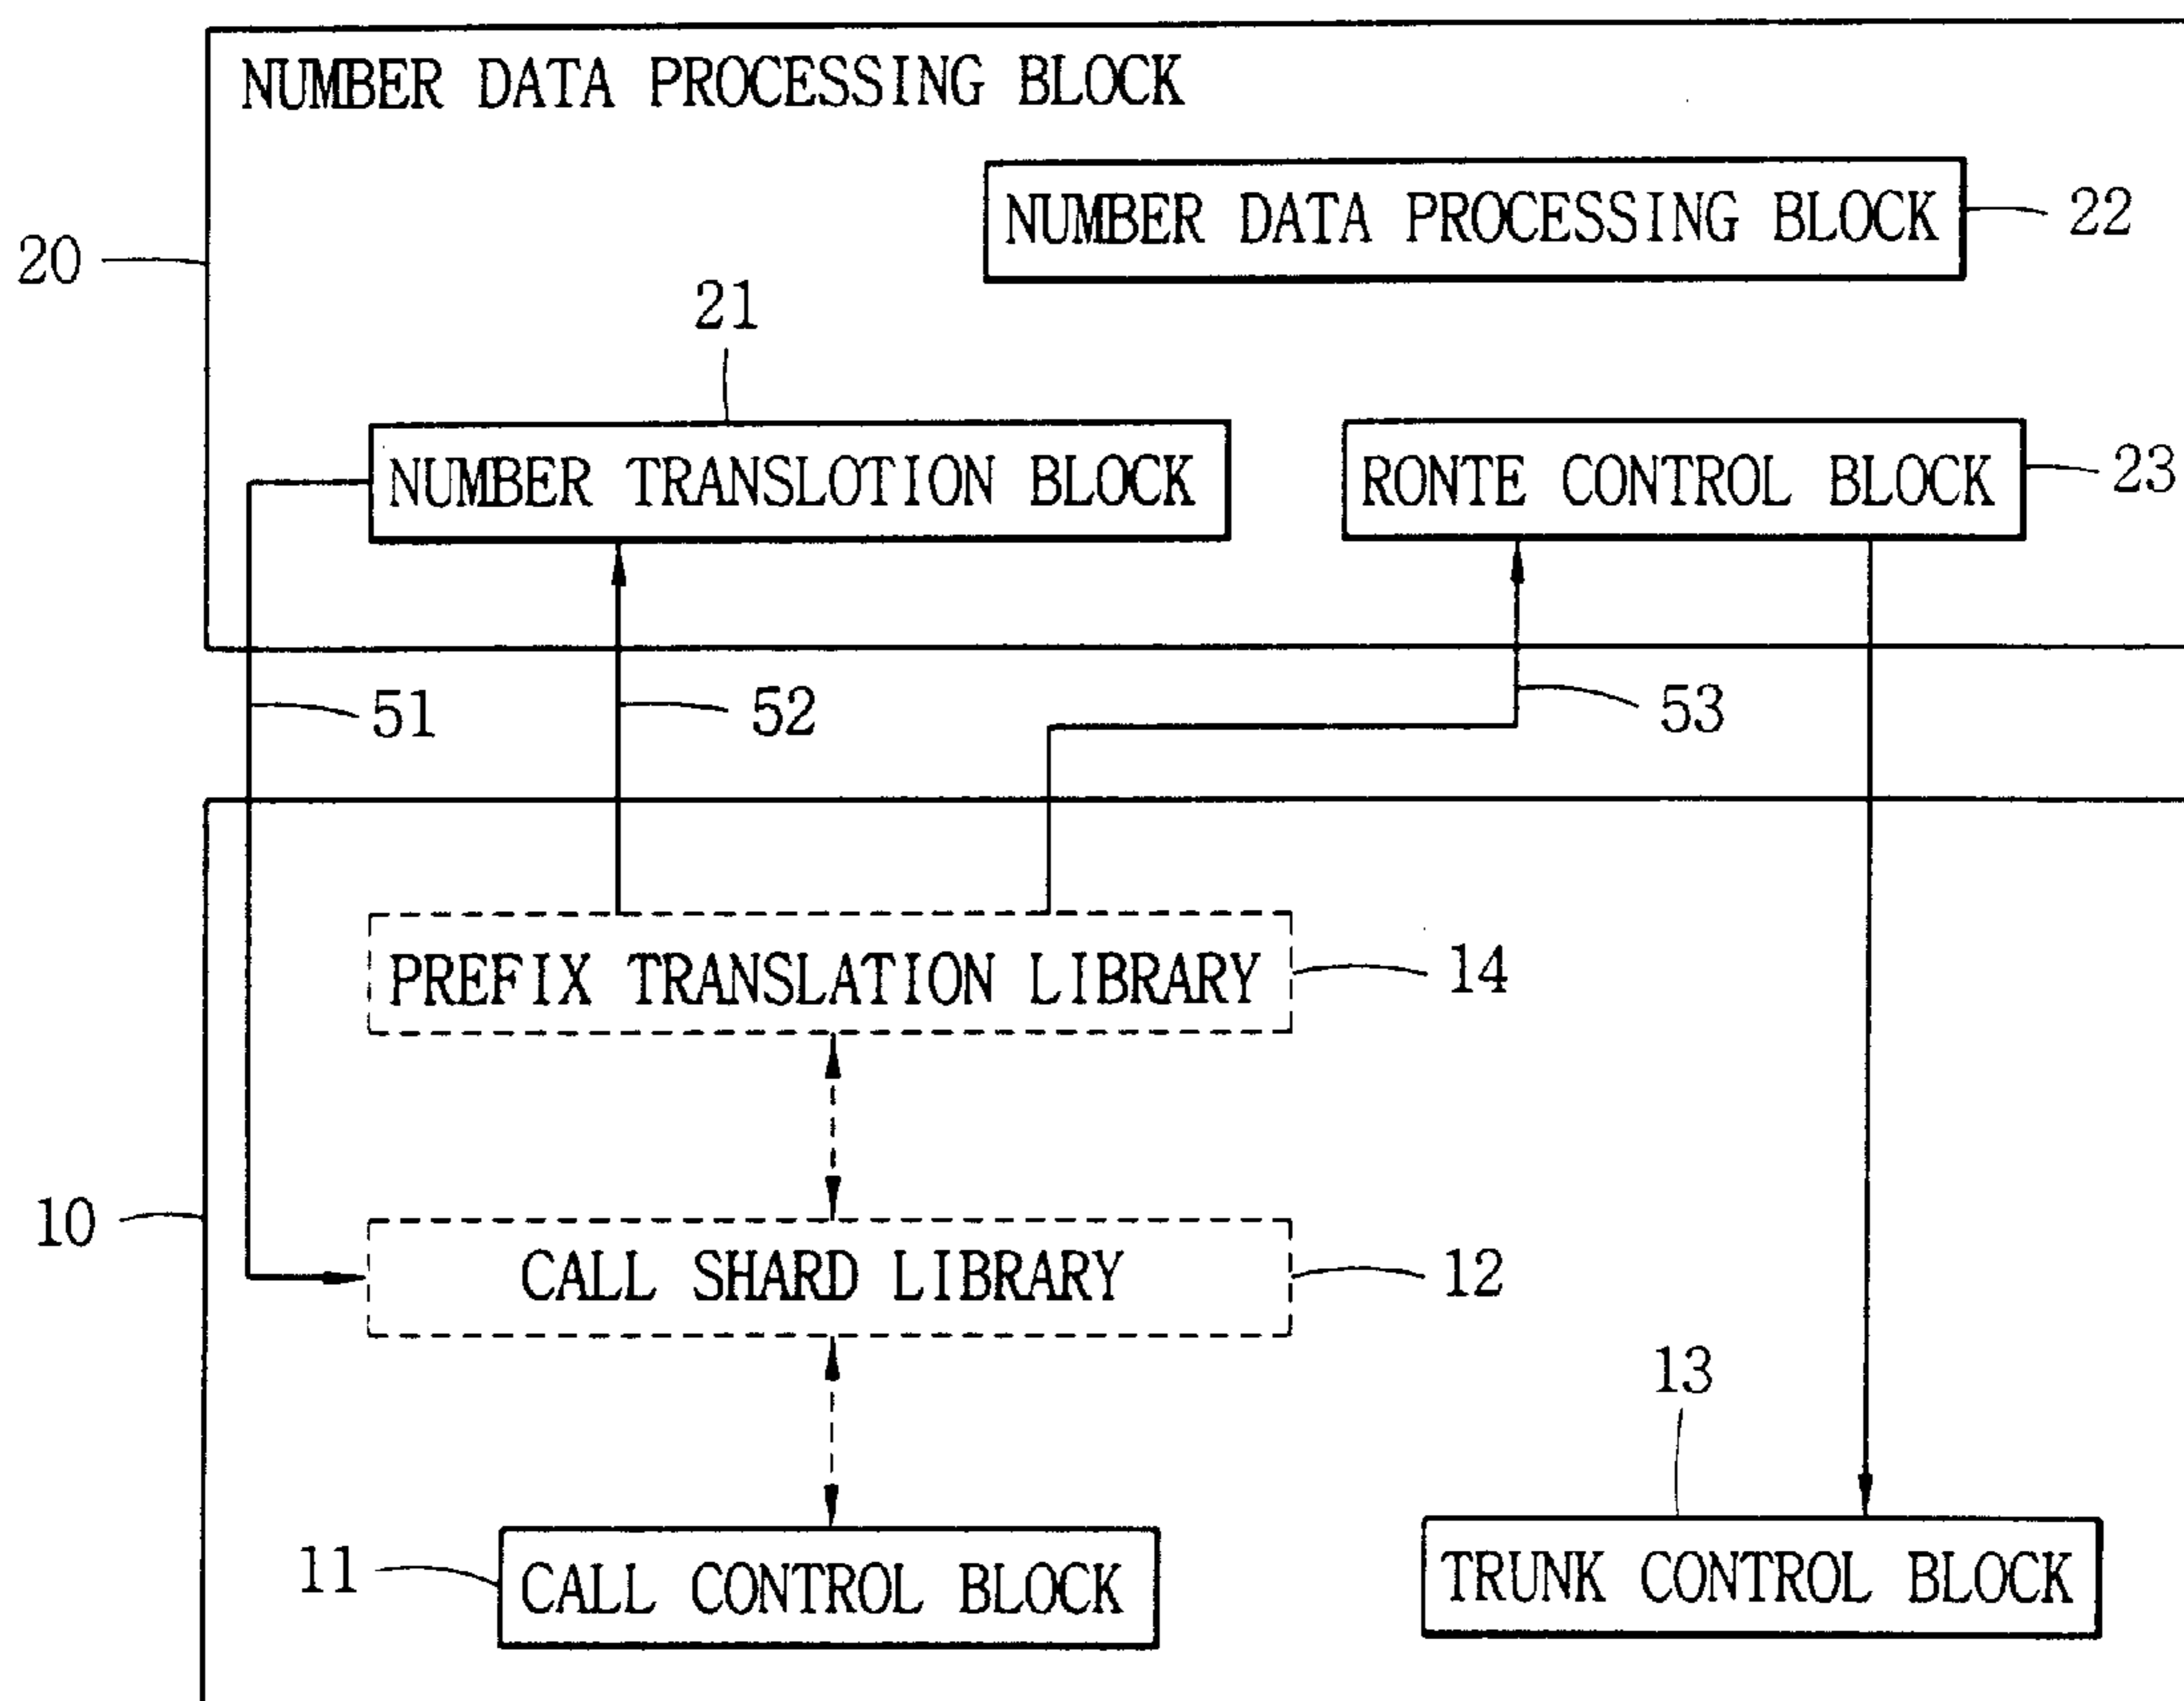 NUMBER DATA PROCESSING BLOCK
NUMBER DATA PROCESSING BLOCK
22
20
21
NUMBER TRANSLOTION BLOCK
RONTE CONTROL BLOCK
23
51
52
53
PREFIX TRANSLATION LIBRARY
14
10
CALL SHARD LIBRARY
12
13
11
CALL CONTROL BLOCK
TRUNK CONTROL BLOCK